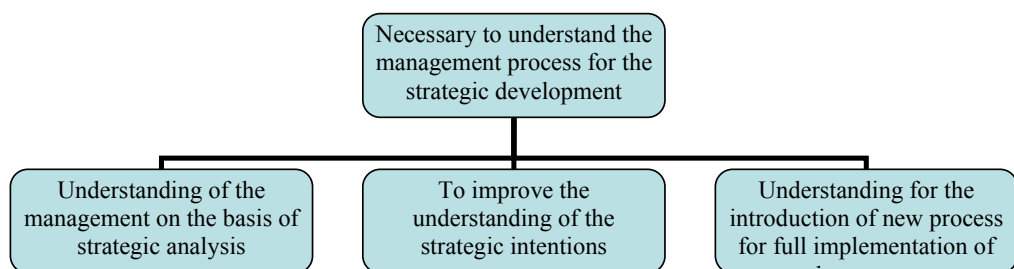 Necessary to understand the
management process for the
strategic development
Understanding of the
management on the basis of
strategic analysis
To improve the
understanding of the
strategic intentions
Understanding for the
introduction of new process
for full implementation of